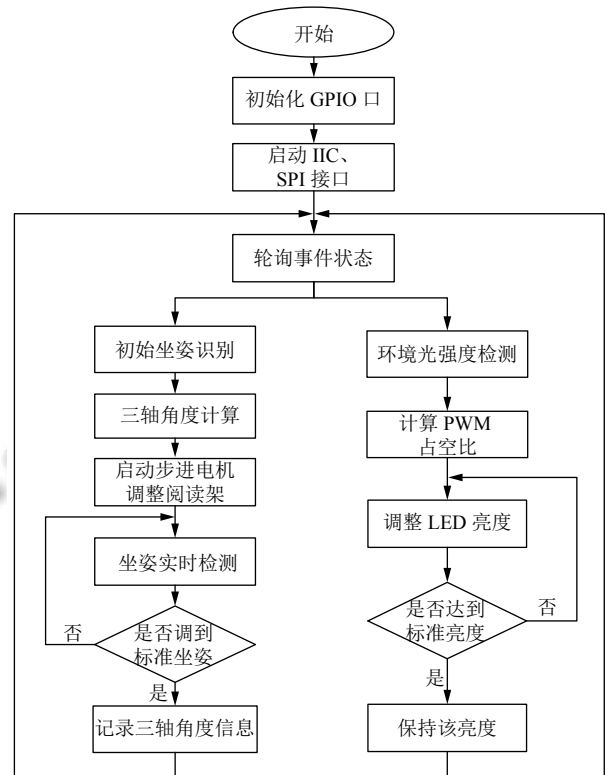 开始
初始化 GPIO 口
启动 IIC、
SPI 接口
轮询事件状态
初始坐姿识别
三轴角度计算
启动步进电机
调整阅读架
坐姿实时检测
否
是否调到
标准坐姿
是
记录三轴角度信息
环境光强度检测
计算 PWM
占空比
调整 LED 亮度
是否达到
标准亮度
否
是
保持该亮度